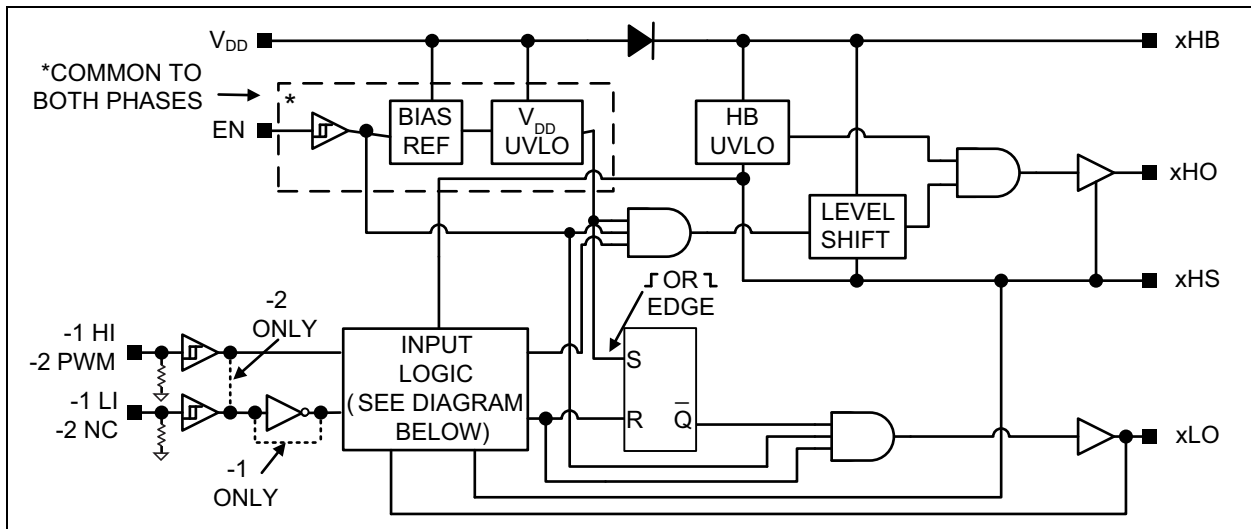 VDD
xHB
*COMMON TO
BOTH PHASES
*
EN
BIAS
REF
VDD
UVLO
HB
UVLO
xHO
LEVEL
SHIFT
xHS
OR
EDGE
-2
ONLY
-1 HI
-2 PWM
-1 LI
-2 NC
INPUT
LOGIC
(SEE DIAGRAM
BELOW)
S
R
Q̅
xLO
-1
ONLY